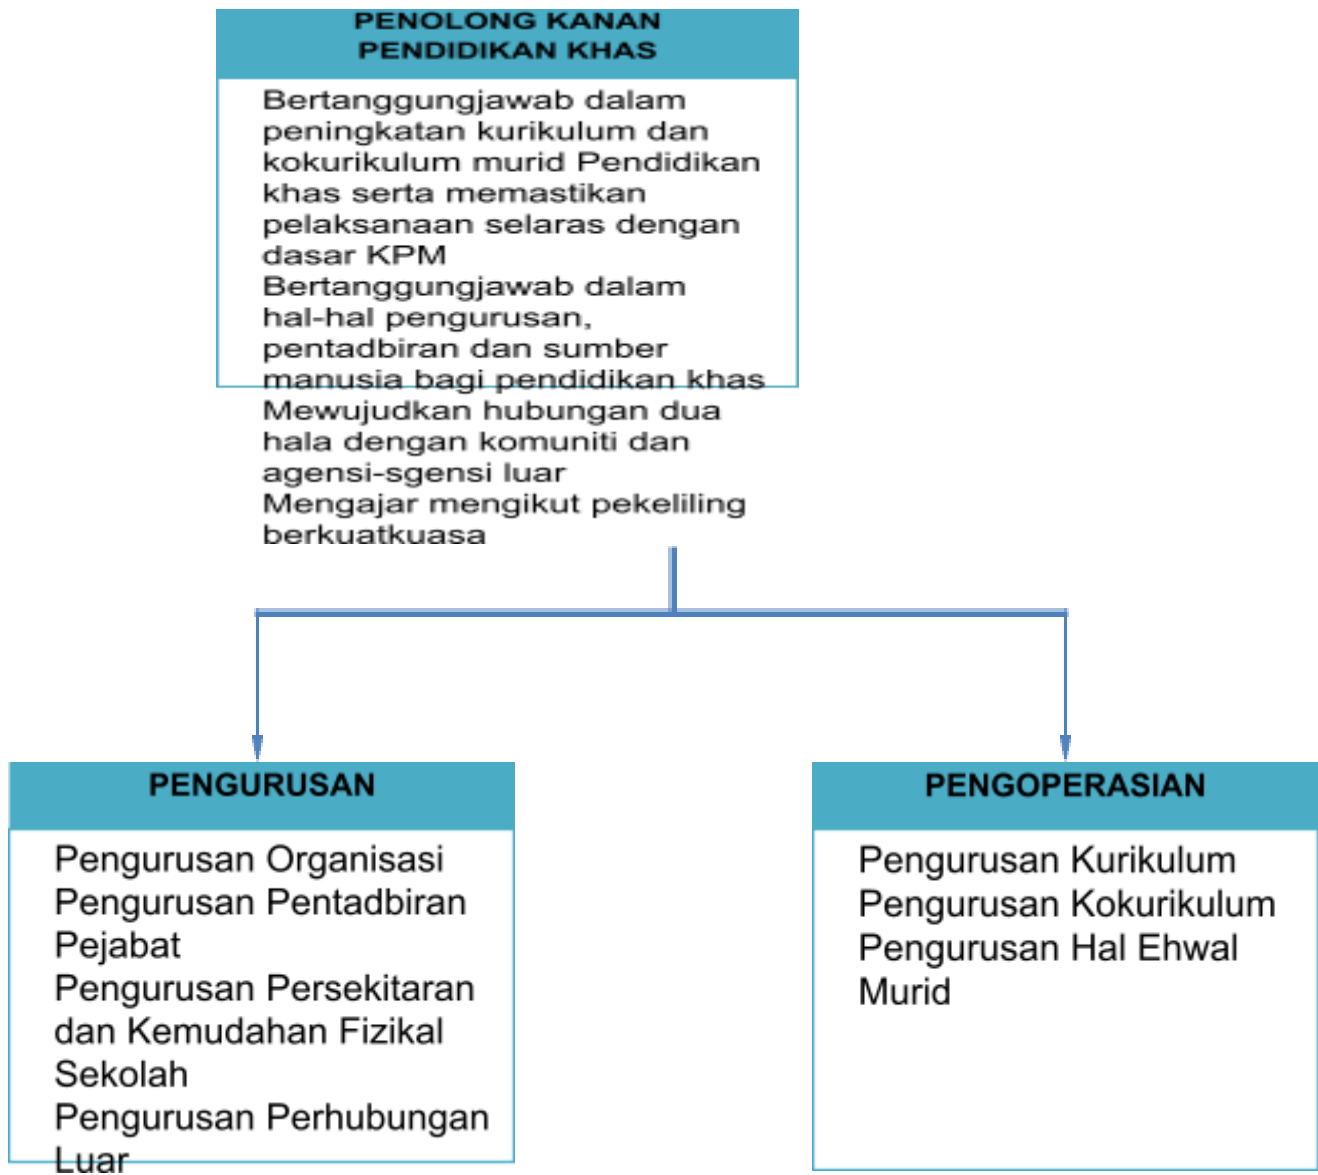 PENOLONG KANAN
PENDIDIKAN KHAS
Bertanggungjawab dalam
peningkatan kurikulum dan
kokurikulum murid Pendidikan
khas serta memastikan
pelaksanaan selaras dengan
dasar KPM
Bertanggungjawab dalam
hal-hal pengurusan,
pentadbiran dan sumber
manusia bagi pendidikan khas
Mewujudkan hubungan dua
hala dengan komuniti dan
agensi-sgensi luar
Mengajar mengikut pekeliling
berkuatkuasa
PENGURUSAN
Pengurusan Organisasi
Pengurusan Pentadbiran
Pejabat
Pengurusan Persekitaran
dan Kemudahan Fizikal
Sekolah
Pengurusan Perhubungan
Luar
PENGOPERASIAN
Pengurusan Kurikulum
Pengurusan Kokurikulum
Pengurusan Hal Ehwal
Murid